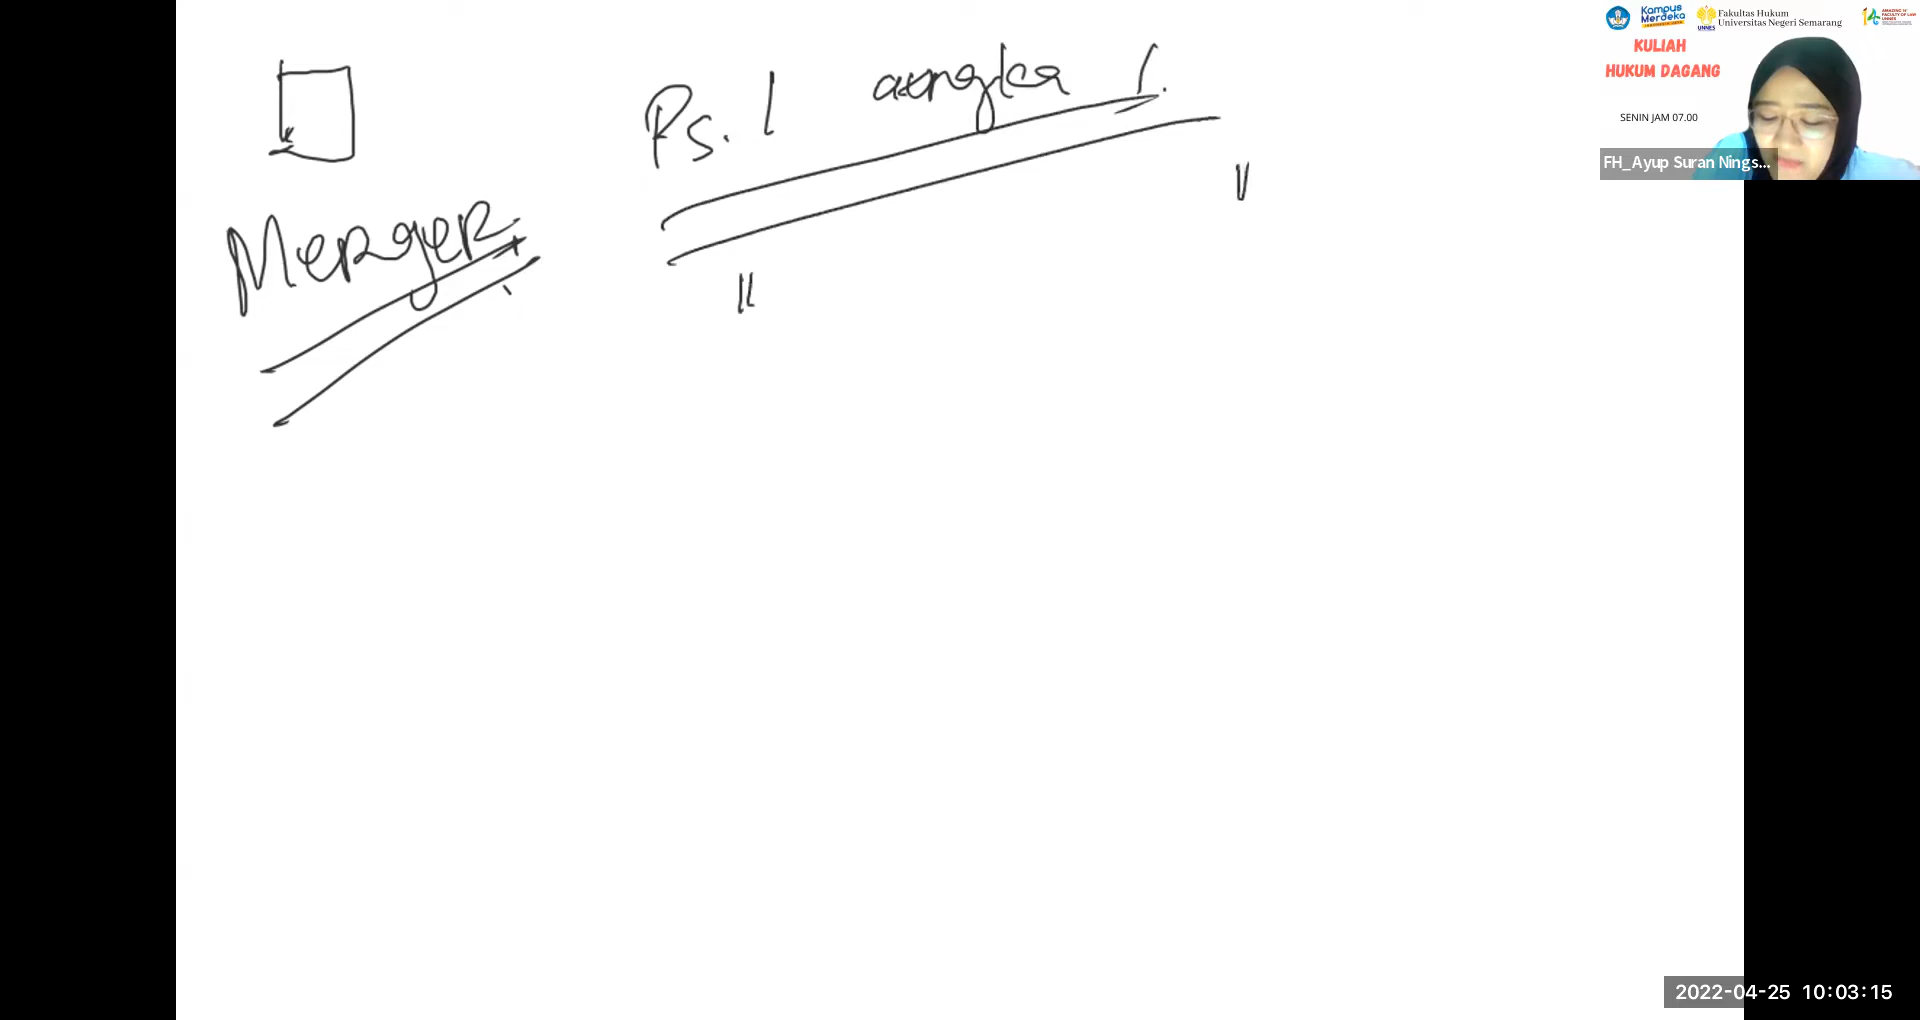 Ps. 1 angka 1.
Merger
"
"
Kampus
Merdeka
UNNES
Fakultas Hukum
Universitas Negeri Semarang
KULIAH
HUKUM DAGANG
SENIN JAM 07.00
FH_Ayup Suran Nings...
2022-04-25 10:03:15